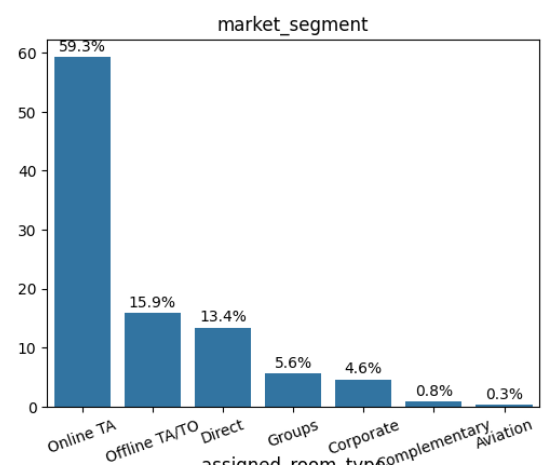 market_segment
60
50
40
30
20
10
0
59.3%
15.9%
13.4%
5.6%
4.6%
0.8%
0.3%
Online TA
Offline TA/TO
Direct
Groups
Corporate
Complementary
Aviation
assigned_room_type